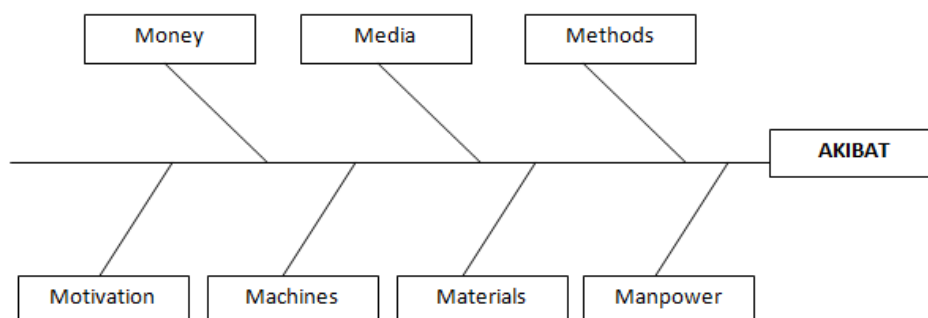 Money
Media
Methods
AKIBAT
Motivation
Machines
Materials
Manpower